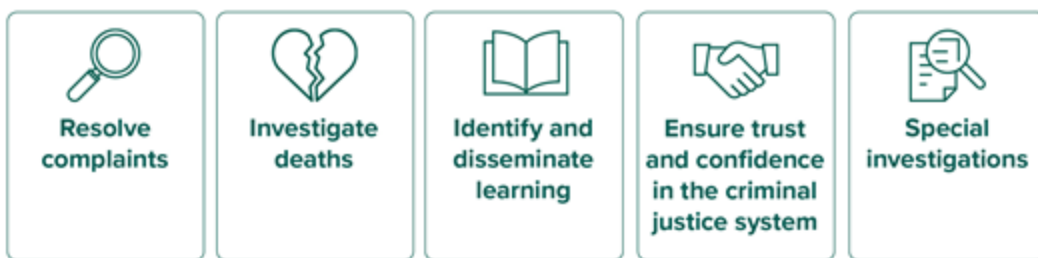 Resolve
complaints
Investigate
deaths
Identify and
disseminate
learning
Ensure trust
and confidence
in the criminal
justice system
Special
investigations